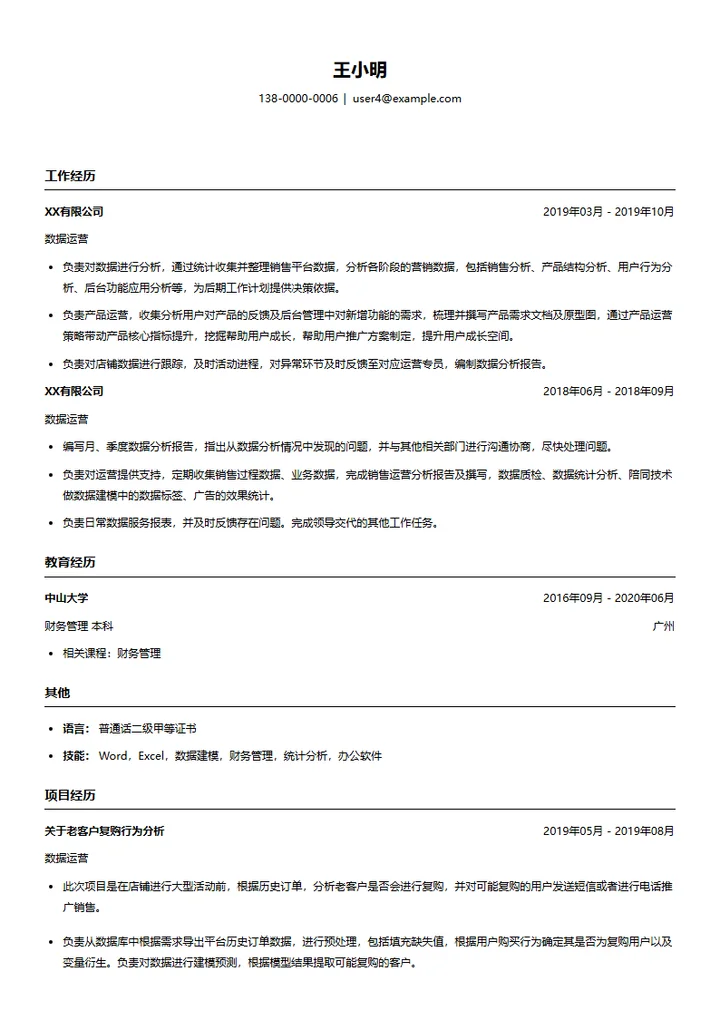 王小明
138-0000-0006 | user4@example.com
工作经历
XX有限公司 2019年03月 - 2019年10月
数据运营
• 负责对数据进行分析，通过统计收集并整理销售平台数据，分析各阶段的营销数据，包括销售分析、产品结构分析、用户行为分
析、后台功能应用分析等，为后期工作计划提供决策依据。
• 负责产品运营，收集分析用户对产品的反馈及后台管理中对新增功能的需求，梳理并撰写产品需求文档及原型图，通过产品运营
策略带动产品核心指标提升，挖掘帮助用户成长，帮助用户推广方案制定，提升用户成长空间。
• 负责对店铺数据进行跟踪，及时活动进程，对异常环节及时反馈至对应运营专员，编制数据分析报告。
XX有限公司 2018年06月 - 2018年09月
数据运营
• 编写月、季度数据分析报告，指出从数据分析情况中发现的问题，并与其他相关部门进行沟通协商，尽快处理问题。
• 负责对运营提供支持，定期收集销售过程数据、业务数据，完成销售运营分析报告及撰写，数据质检、数据统计分析、陪同技术
做数据建模中的数据标签、广告的效果统计。
• 负责日常数据服务报表，并及时反馈存在问题。完成领导交代的其他工作任务。
教育经历
中山大学 2016年09月 - 2020年06月
财务管理 本科 广州
• 相关课程：财务管理
其他
• 语言： 普通话二级甲等证书
• 技能： Word，Excel，数据建模，财务管理，统计分析，办公软件
项目经历
关于老客户复购行为分析 2019年05月 - 2019年08月
数据运营
• 此次项目是在店铺进行大型活动前，根据历史订单，分析老客户是否会进行复购，并对可能复购的用户发送短信或者进行电话推
广销售。
• 负责从数据库中根据需求导出平台历史订单数据，进行预处理，包括填充缺失值，根据用户购买行为确定其是否为复购用户以及
变量衍生。负责对数据进行建模预测，根据模型结果提取可能复购的客户。